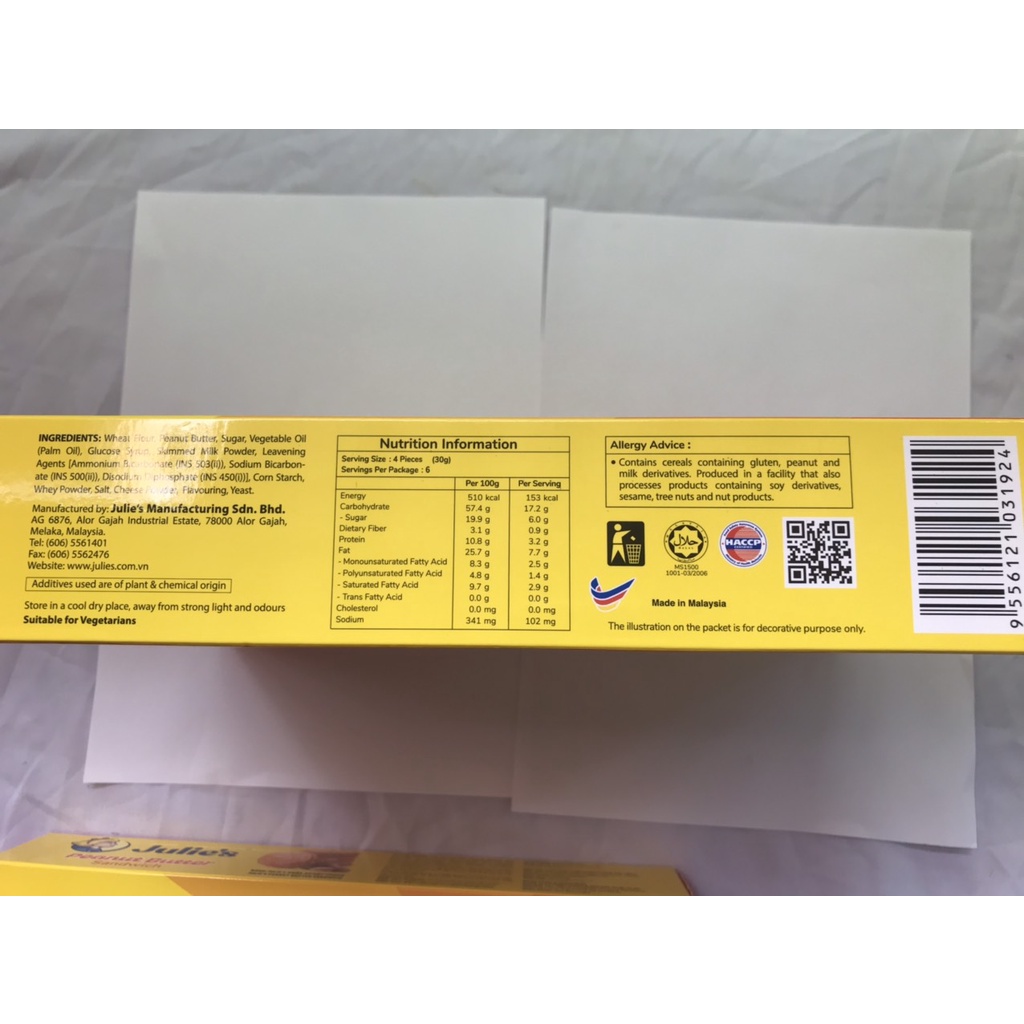 INGREDIENTS: Wheat Flour, Peanut Butter, Sugar, Vegetable Oil
(Palm Oil), Glucose Syrup, Skimmed Milk Powder, Leavening
Agents [Ammonium Bicarbonate (INS 503(ii)), Sodium Bicarbon-
ate (INS 500(ii)), Disodium Diphosphate (INS 450(i))], Corn Starch,
Whey Powder, Salt, Cheese Powder, Flavouring, Yeast.
Manufactured by: Julie's Manufacturing Sdn. Bhd.
AG 6876, Alor Gajah Industrial Estate, 78000 Alor Gajah,
Melaka, Malaysia.
Tel: (606) 5561401
Fax: (606) 5562476
Website: www.julies.com.vn
Additives used are of plant & chemical origin
Store in a cool dry place, away from strong light and odours
Suitable for Vegetarians
Nutrition Information
Serving Size : 4 Pieces (30g)
Servings Per Package : 6
Per 100g Per Serving
Energy 510 kcal 153 kcal
Carbohydrate 57.4 g 17.2 g
- Sugar 19.9 g 6.0 g
Dietary Fiber 3.1 g 0.9 g
Protein 10.8 g 3.2 g
Fat 25.7 g 7.7 g
- Monounsaturated Fatty Acid 8.3 g 2.5 g
- Polyunsaturated Fatty Acid 4.8 g 1.4 g
- Saturated Fatty Acid 9.7 g 2.9 g
- Trans Fatty Acid 0.0 g 0.0 g
Cholesterol 0.0 mg 0.0 mg
Sodium 341 mg 102 mg
Allergy Advice :
• Contains cereals containing gluten, peanut and
milk derivatives. Produced in a facility that also
processes products containing soy derivatives,
sesame, tree nuts and nut products.
حلال
HACCP
MS1500
1001-03/2006
Made in Malaysia
The illustration on the packet is for decorative purpose only.
9 556121 031924
Julie's
Peanut Butter
Sandwich